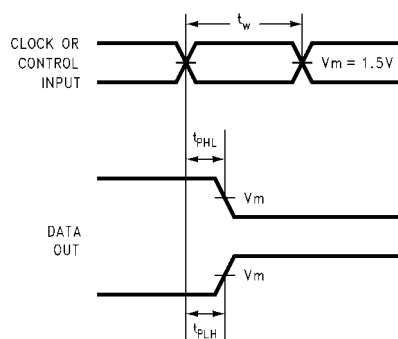 t_w
CLOCK OR
CONTROL
INPUT
Vm = 1.5V
t_PHL
Vm
DATA
OUT
Vm
t_PLH